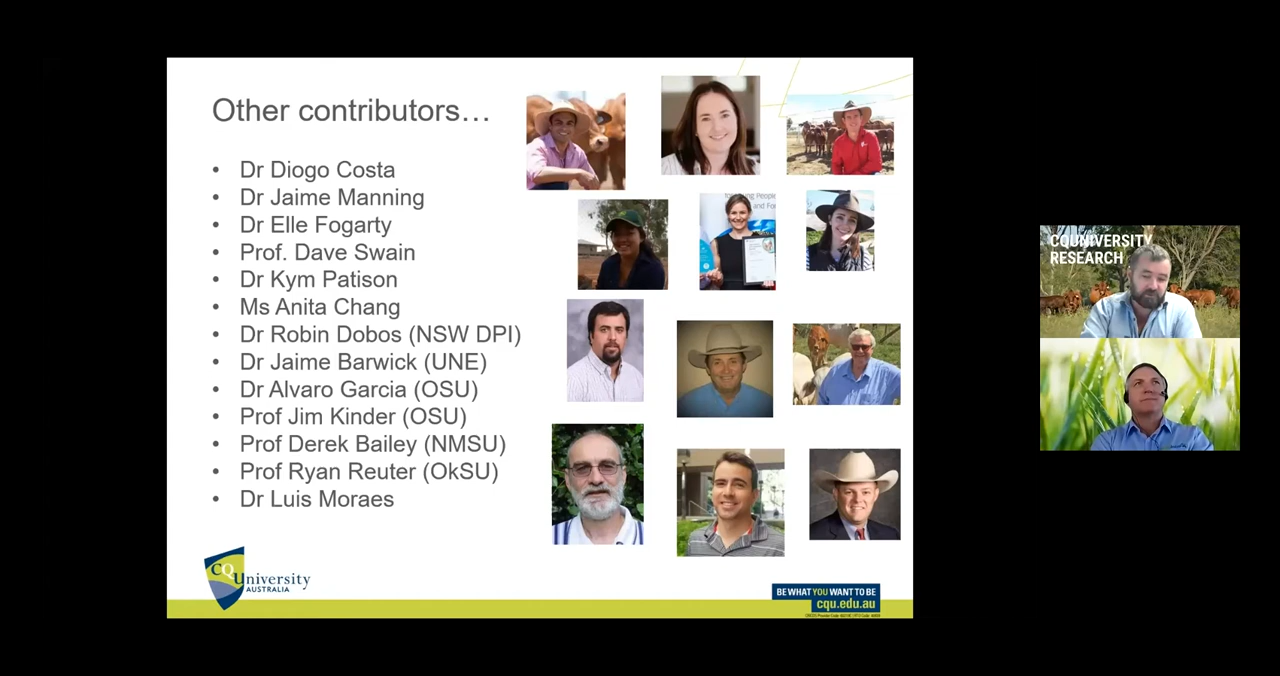 Other contributors…
• Dr Diogo Costa
• Dr Jaime Manning
• Dr Elle Fogarty
• Prof. Dave Swain
• Dr Kym Patison
• Ms Anita Chang
• Dr Robin Dobos (NSW DPI)
• Dr Jaime Barwick (UNE)
• Dr Alvaro Garcia (OSU)
• Prof Jim Kinder (OSU)
• Prof Derek Bailey (NMSU)
• Prof Ryan Reuter (OkSU)
• Dr Luis Moraes
CQUniversity
AUSTRALIA
BE WHAT YOU WANT TO BE
cqu.edu.au
CQUNIVERSITY
RESEARCH